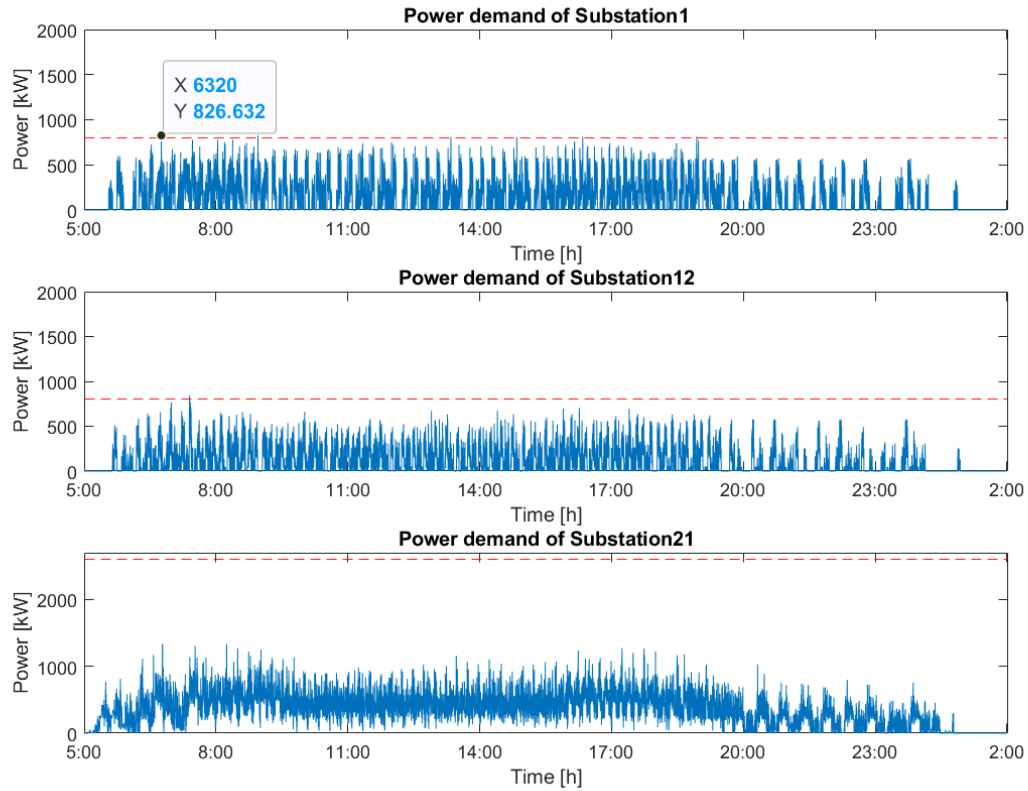 Power demand of Substation1
2000
1500
1000
500
0
Power [kW]
X 6320
Y 826.632
5:00 8:00 11:00 14:00 17:00 20:00 23:00 2:00
Time [h]
Power demand of Substation12
2000
1500
1000
500
0
Power [kW]
5:00 8:00 11:00 14:00 17:00 20:00 23:00 2:00
Time [h]
Power demand of Substation21
2000
1000
0
Power [kW]
5:00 8:00 11:00 14:00 17:00 20:00 23:00 2:00
Time [h]